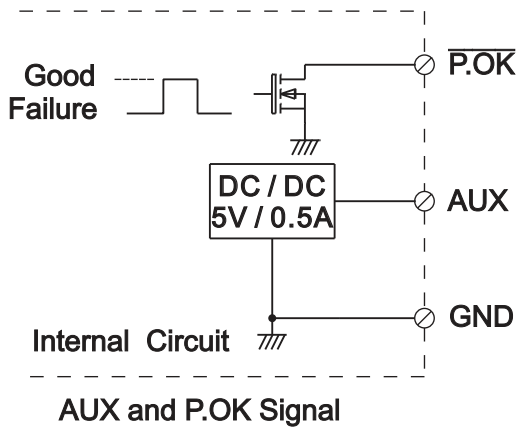 P.OK
Good
Failure
DC / DC
5V / 0.5A
AUX
GND
Internal Circuit
AUX and P.OK Signal